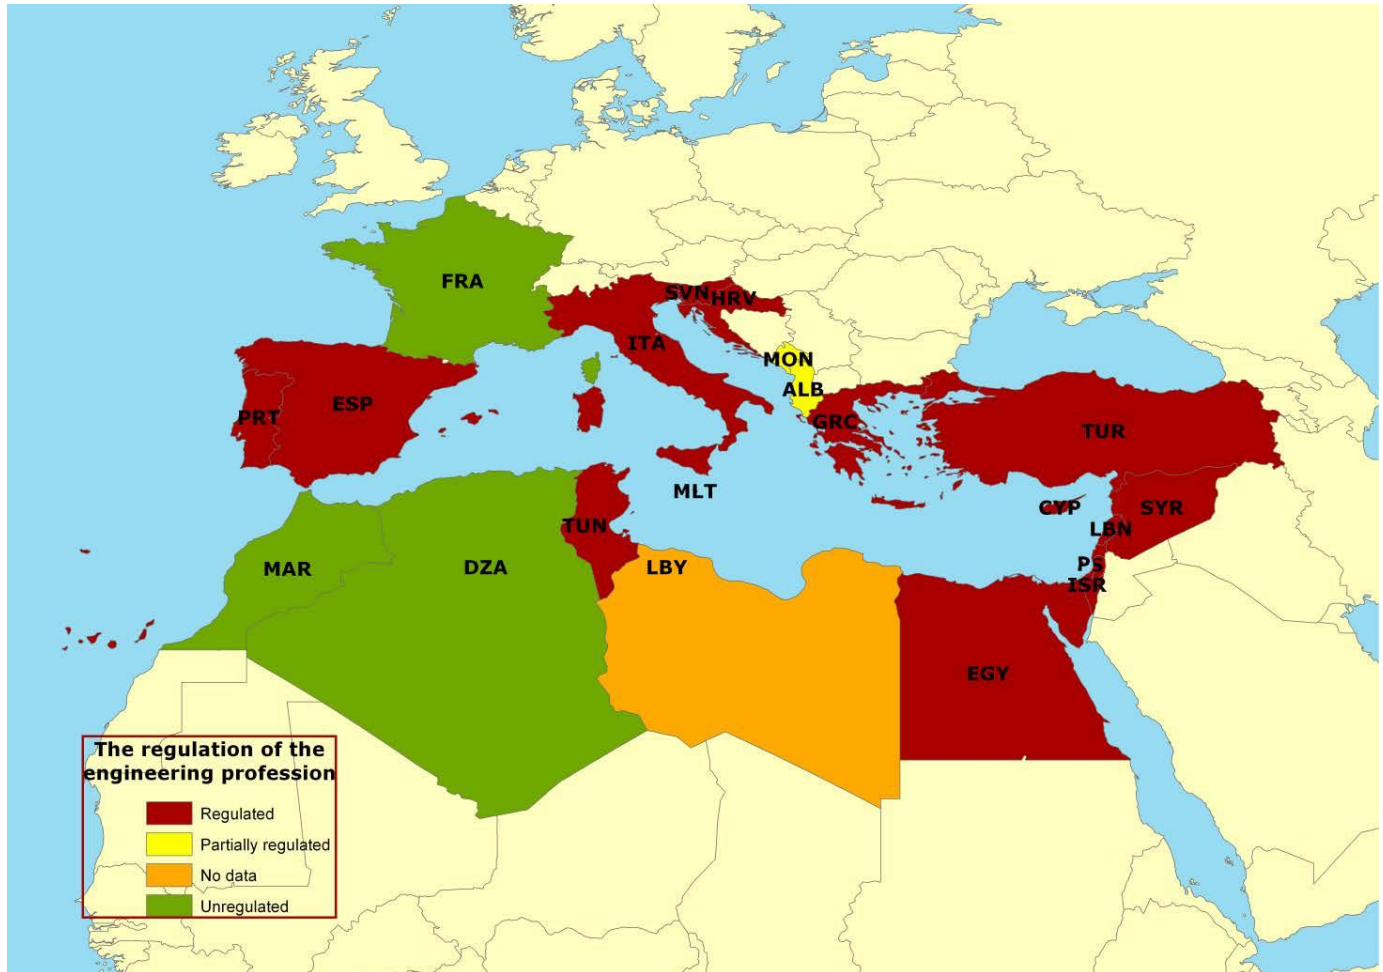 FRA
SVN
HRV
ITA
MON
ALB
PRT
ESP
GRC
TUR
MLT
CYP
SYR
LBN
TUN
MAR
DZA
LBY
PS
ISR
EGY
The regulation of the
engineering profession
Regulated
Partially regulated
No data
Unregulated